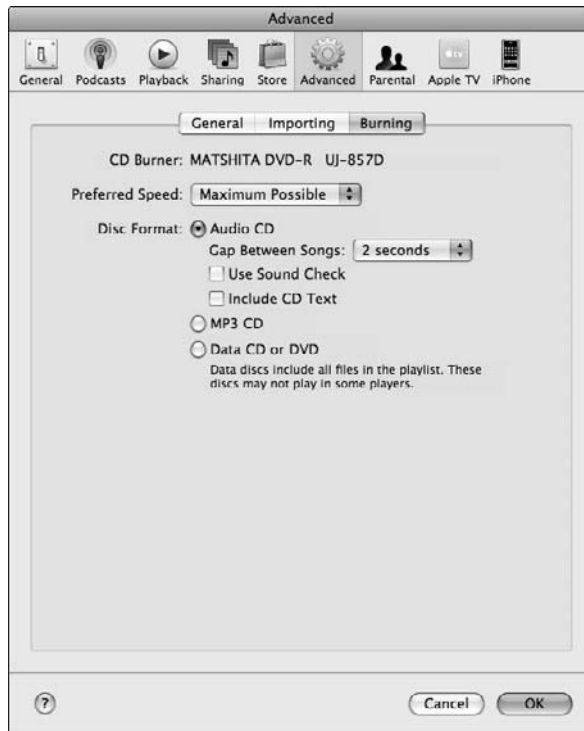 Advanced
General Podcasts Playback Sharing Store Advanced Parental Apple TV iPhone
General Importing Burning
CD Burner: MATSHITA DVD-R UJ-857D
Preferred Speed: Maximum Possible
Disc Format: Audio CD
Gap Between Songs: 2 seconds
Use Sound Check
Include CD Text
MP3 CD
Data CD or DVD
Data discs include all files in the playlist. These
discs may not play in some players.
? Cancel OK